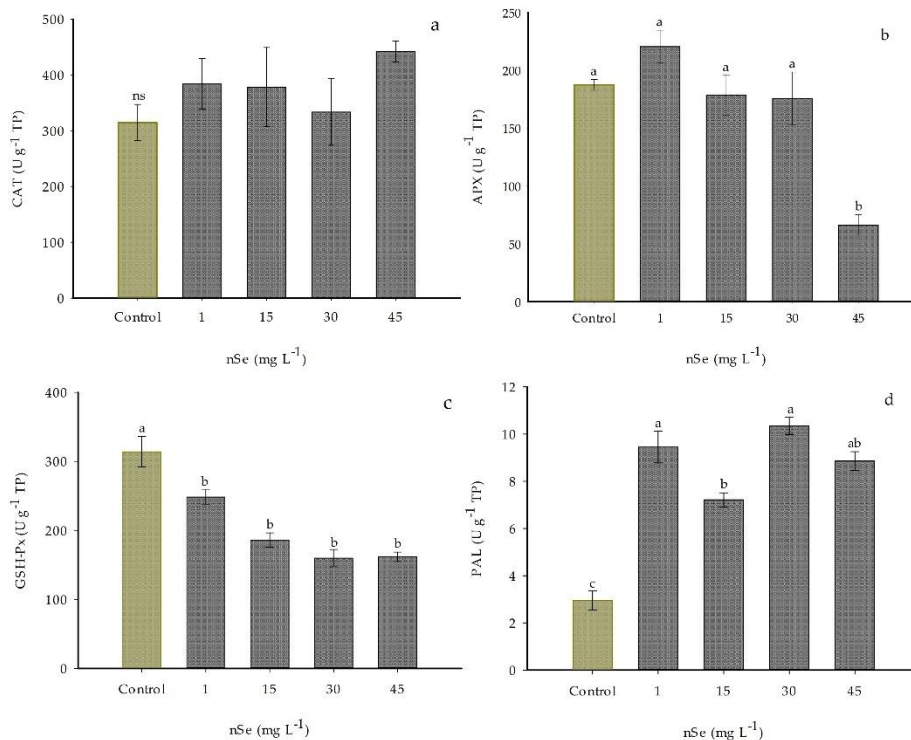 a
CAT (U g⁻¹ TP)
500
400
300
200
100
0
ns
Control 1 15 30 45
nSe (mg L⁻¹)
b
APX (U g⁻¹ TP)
250
200
150
100
50
0
a a a a b
Control 1 15 30 45
nSe (mg L⁻¹)
c
GSH-Px (U g⁻¹ TP)
400
300
200
100
0
a b b b b
Control 1 15 30 45
nSe (mg L⁻¹)
d
PAL (U g⁻¹ TP)
12
10
8
6
4
2
0
c a b a ab
Control 1 15 30 45
nSe (mg L⁻¹)